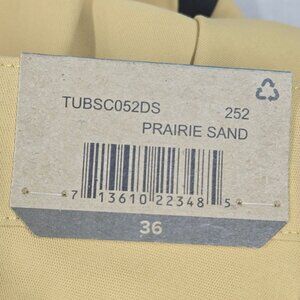 TUBSC052DS 252
PRAIRIE SAND
7 13610 22348 5
36